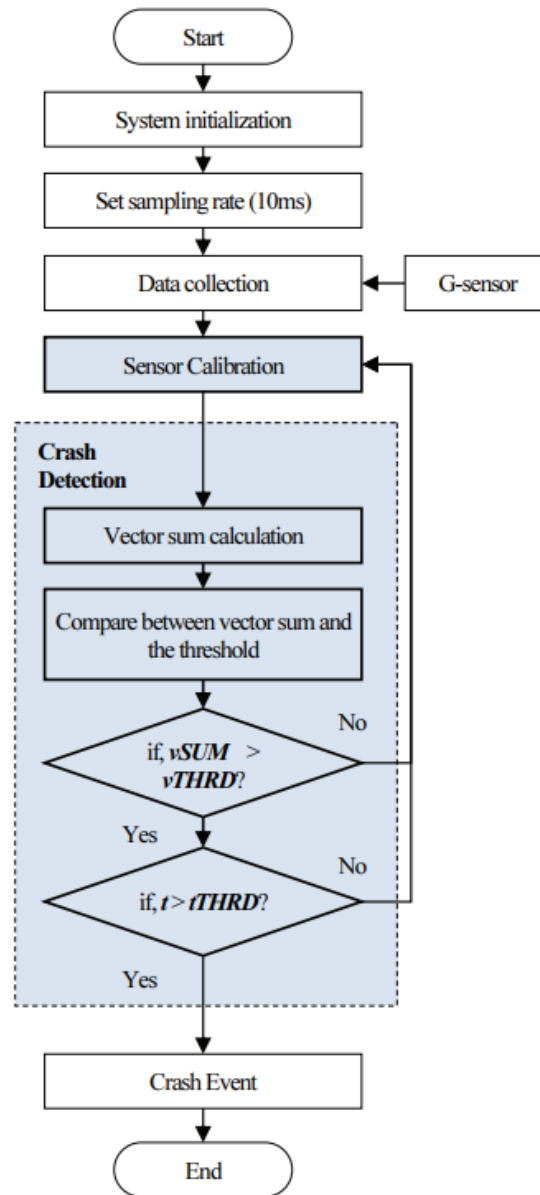 Start
System initialization
Set sampling rate (10ms)
Data collection
G-sensor
Sensor Calibration
Crash
Detection
Vector sum calculation
Compare between vector sum and
the threshold
No
if, vSUM >
vTHRD?
Yes
No
if, t > tTHRD?
Yes
Crash Event
End